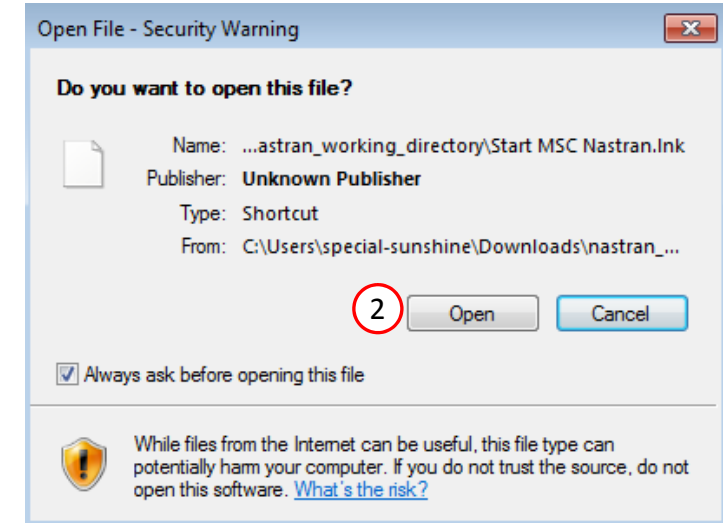 Open File - Security Warning
Do you want to open this file?
Name: ...astran_working_directory\Start MSC Nastran.lnk
Publisher: Unknown Publisher
Type: Shortcut
From: C:\Users\special-sunshine\Downloads\nastran_...
2 Open Cancel
Always ask before opening this file
While files from the Internet can be useful, this file type can
potentially harm your computer. If you do not trust the source, do not
open this software. What's the risk?